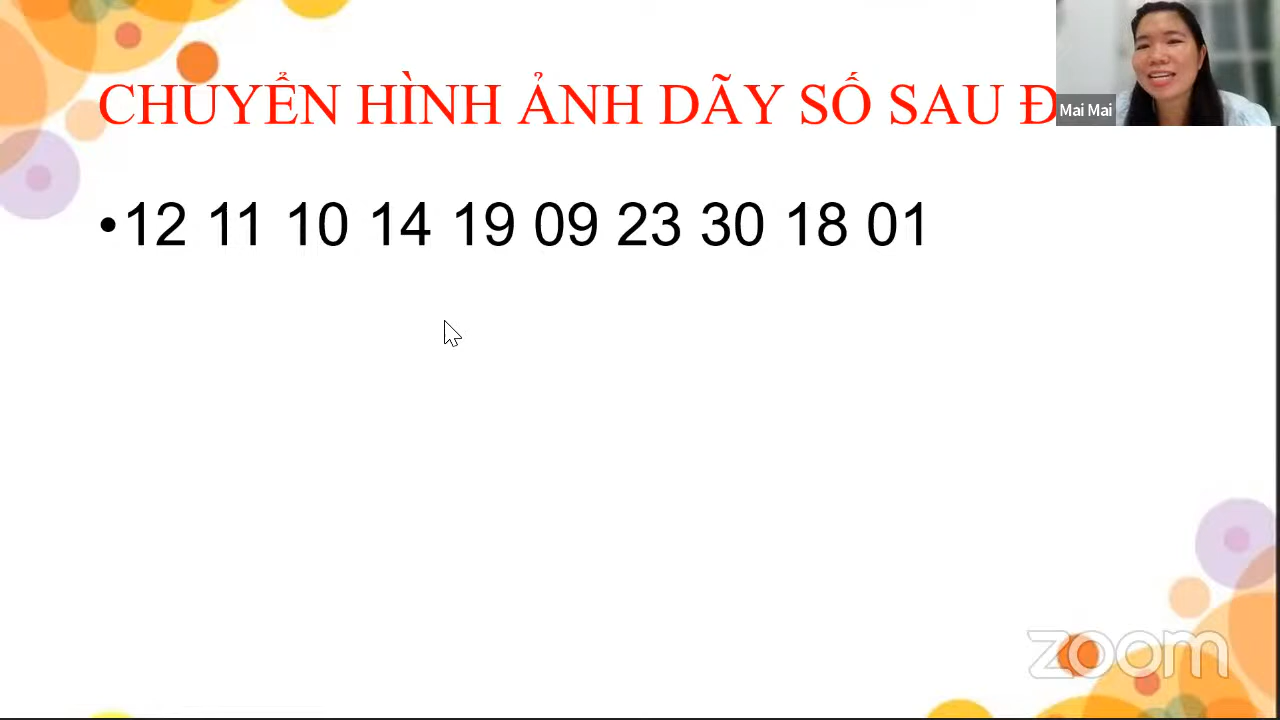 CHUYỂN HÌNH ẢNH DÃY SỐ SAU Đ
Mai Mai
•12 11 10 14 19 09 23 30 18 01
zoom